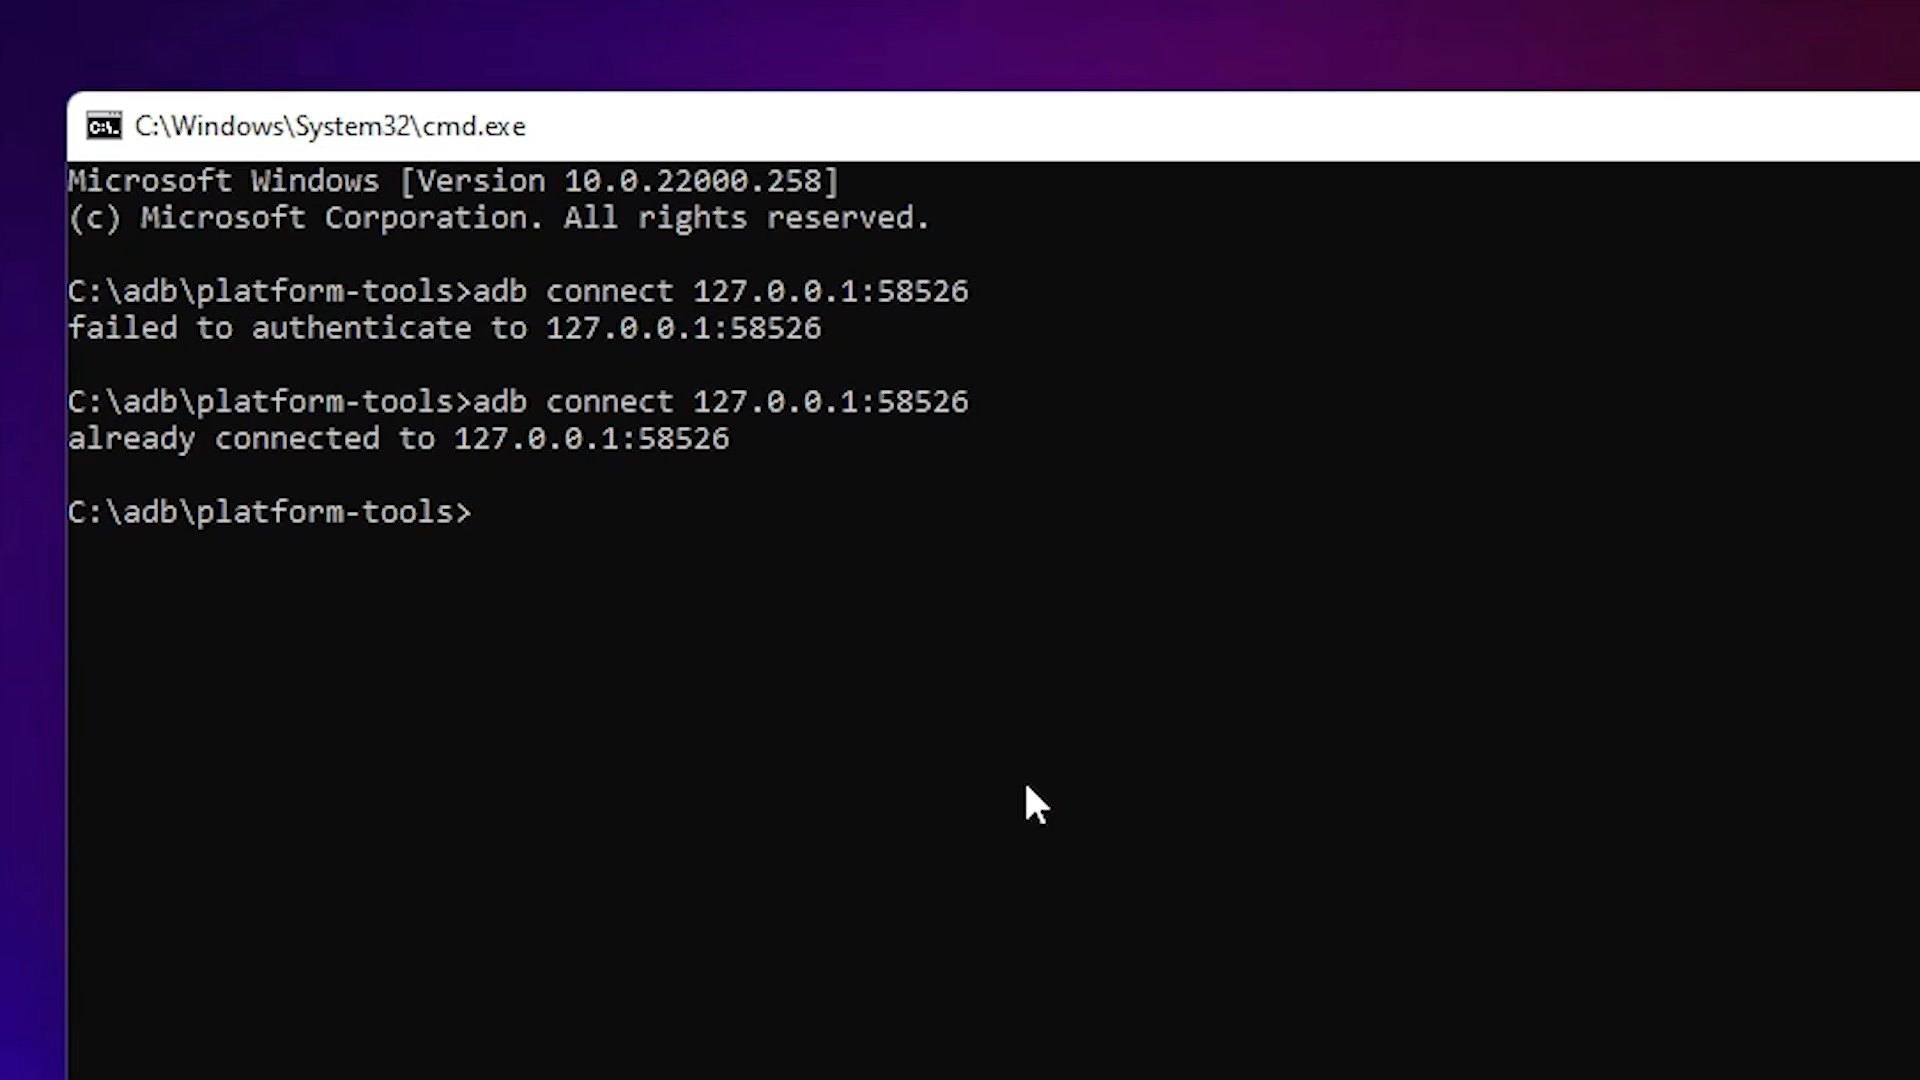 C:\Windows\System32\cmd.exe
Microsoft Windows [Version 10.0.22000.258]
(c) Microsoft Corporation. All rights reserved.
C:\adb\platform-tools>adb connect 127.0.0.1:58526
failed to authenticate to 127.0.0.1:58526
C:\adb\platform-tools>adb connect 127.0.0.1:58526
already connected to 127.0.0.1:58526
C:\adb\platform-tools>